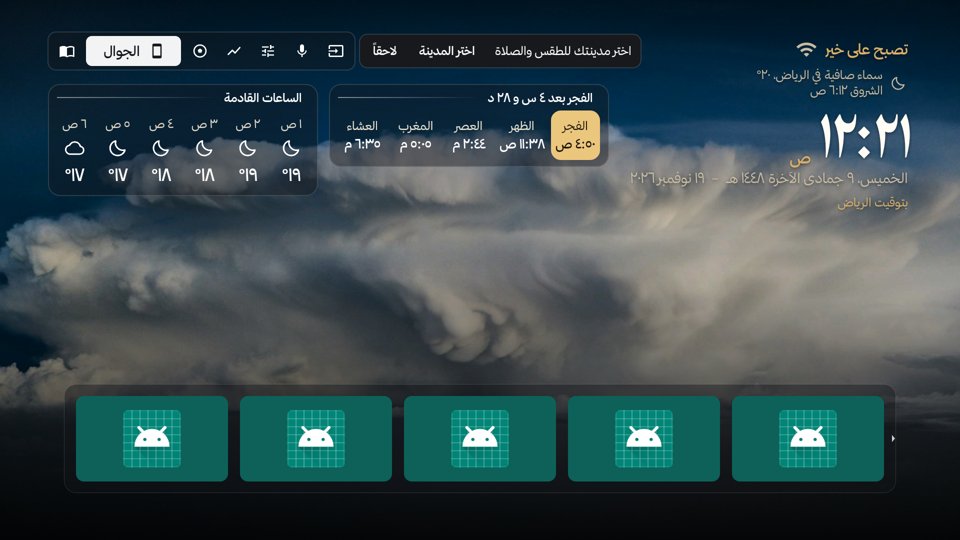 تصبح على خير
سماء صافية في الرياض، ٢٠°
الشروق ٦:١٢ ص
١٢:٢١ ص
الخميس، ٩ جمادى الآخرة ١٤٤٨ هـ – ١٩ نوفمبر ٢٠٢٦
بتوقيت الرياض
اختر مدينتك للطقس والصلاة اختر المدينة لاحقاً
الجوال
الفجر بعد ٤ س و ٢٨ د
الفجر الظهر العصر المغرب العشاء
٤:٥٠ ص ١١:٣٨ ص ٢:٤٤ م ٥:٠٥ م ٦:٣٥ م
الساعات القادمة
١ ص ٢ ص ٣ ص ٤ ص ٥ ص ٦ ص
١٩° ١٩° ١٨° ١٨° ١٧° ١٧°